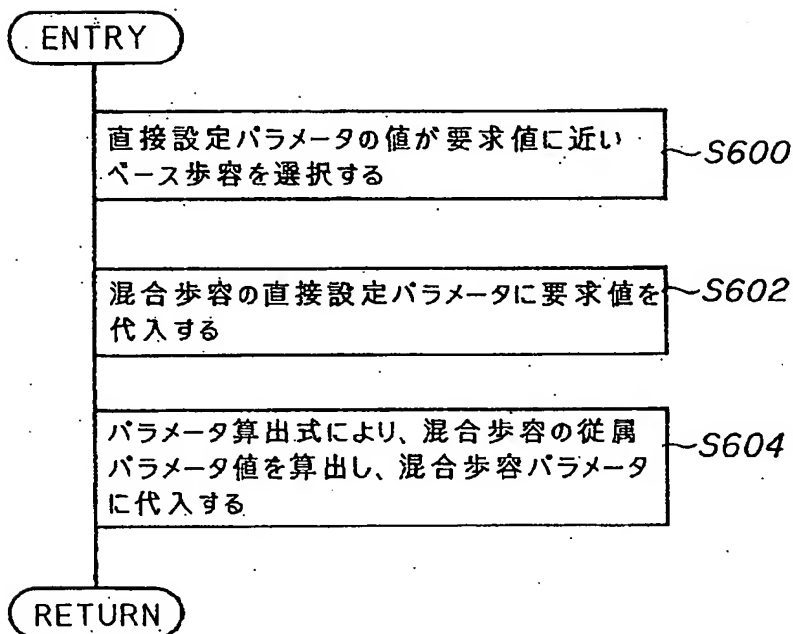 ENTRY
直接設定パラメータの値が要求値に近い
ベース歩容を選択する
S600
混合歩容の直接設定パラメータに要求値を
代入する
S602
パラメータ算出式により、混合歩容の従属
パラメータ値を算出し、混合歩容パラメータ
に代入する
S604
RETURN